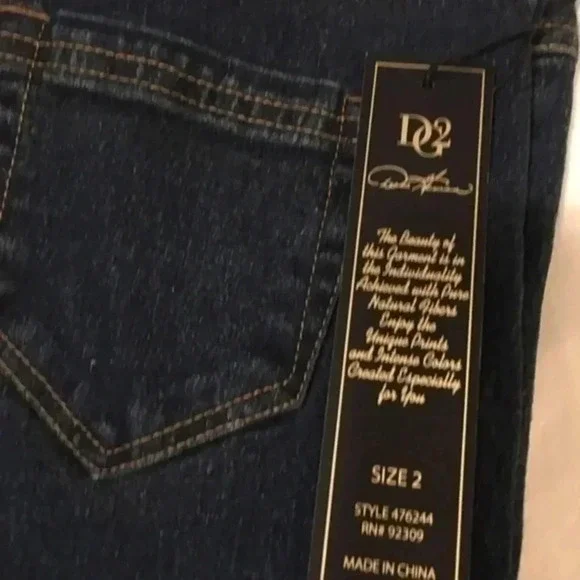 DG2
The Beauty of
this Garment is in
the Individuality
Achieved with Pure
Natural Fibers
Enjoy the
Unique Prints
and Intense Colors
Created Especially
for You
SIZE 2
STYLE 476244
RN# 92309
MADE IN CHINA